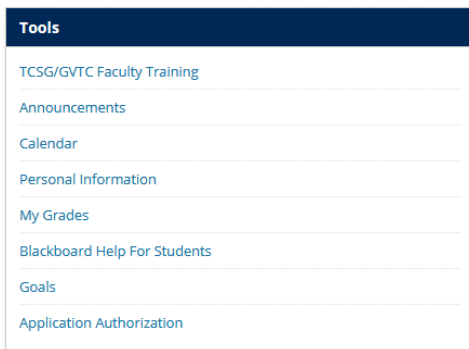 Tools
TCSG/GVTC Faculty Training
Announcements
Calendar
Personal Information
My Grades
Blackboard Help For Students
Goals
Application Authorization